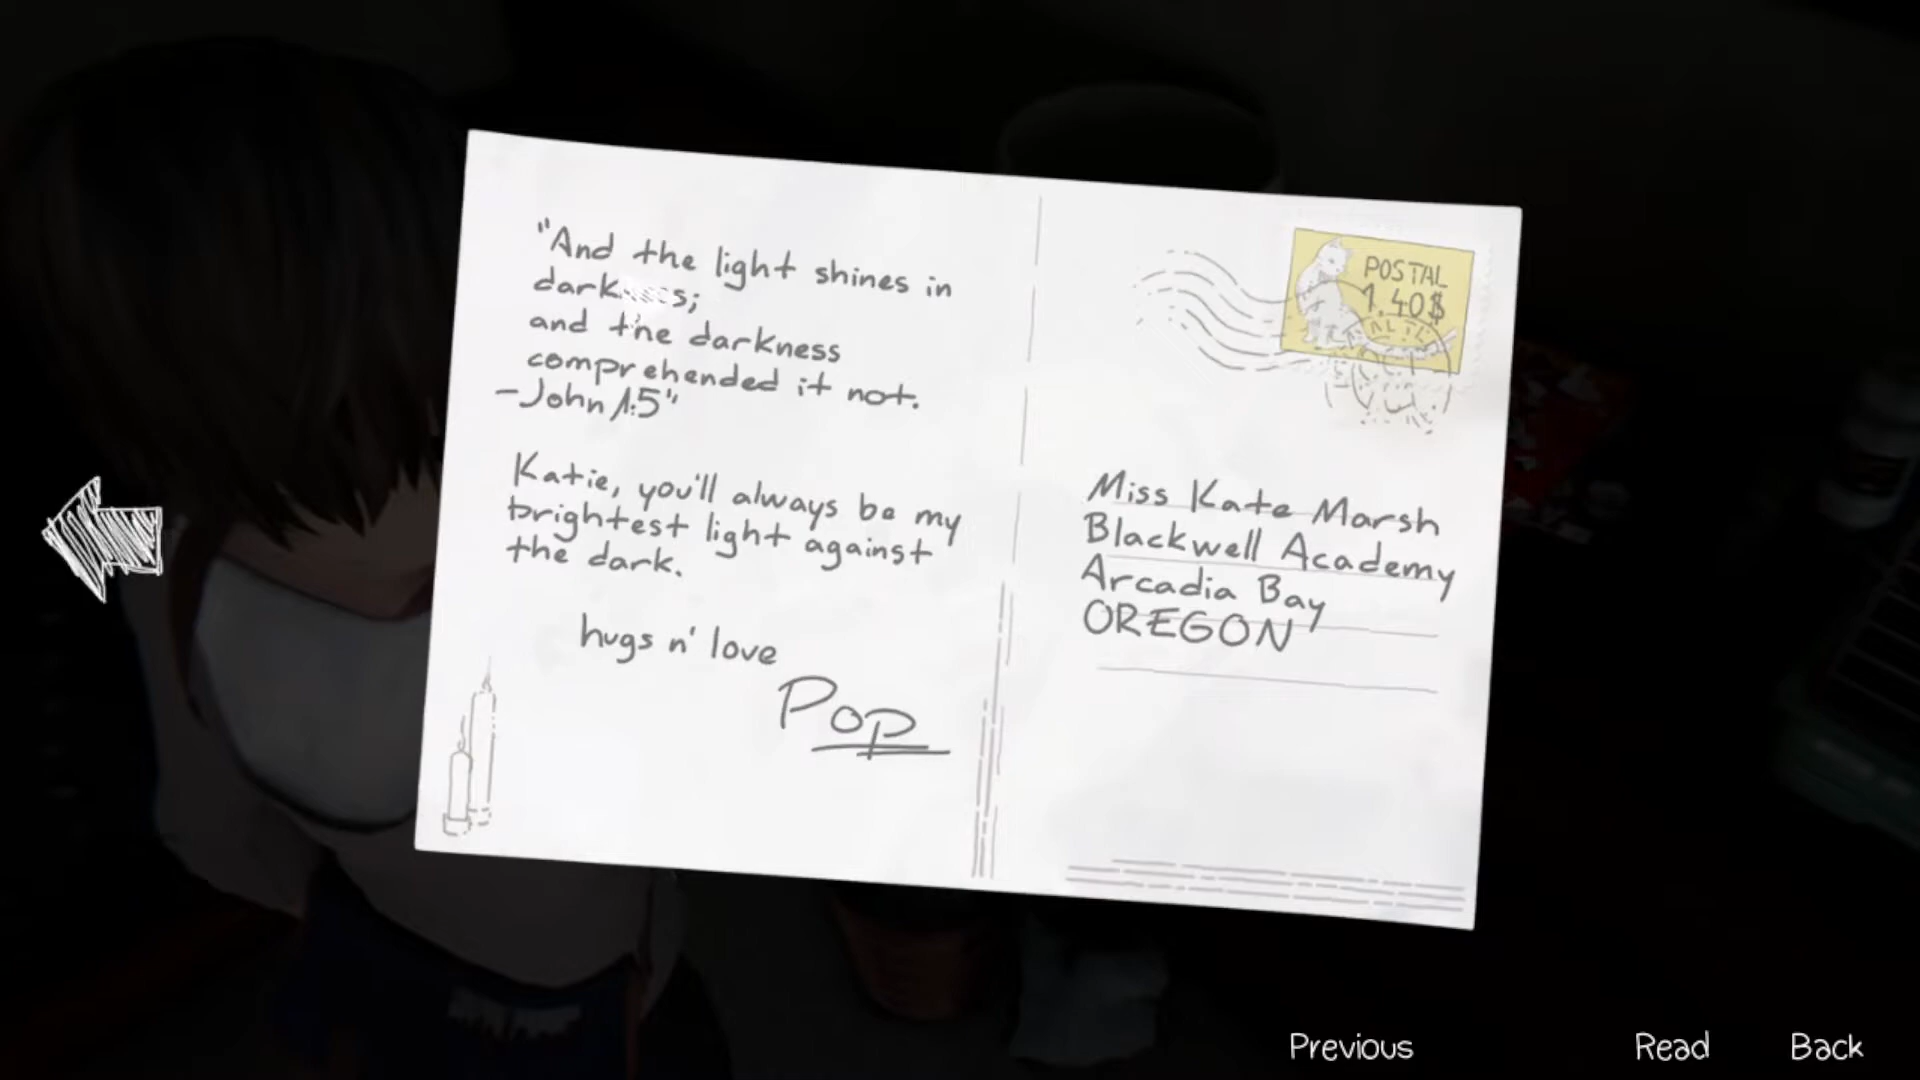 "And the light shines in
darkness;
and the darkness
comprehended it not.
-John 1:5"
Katie, you'll always be my
brightest light against
the dark.
hugs n' love
Pop
POSTAL
1.40$
Miss Kate Marsh
Blackwell Academy
Arcadia Bay
OREGON
Previous
Read
Back